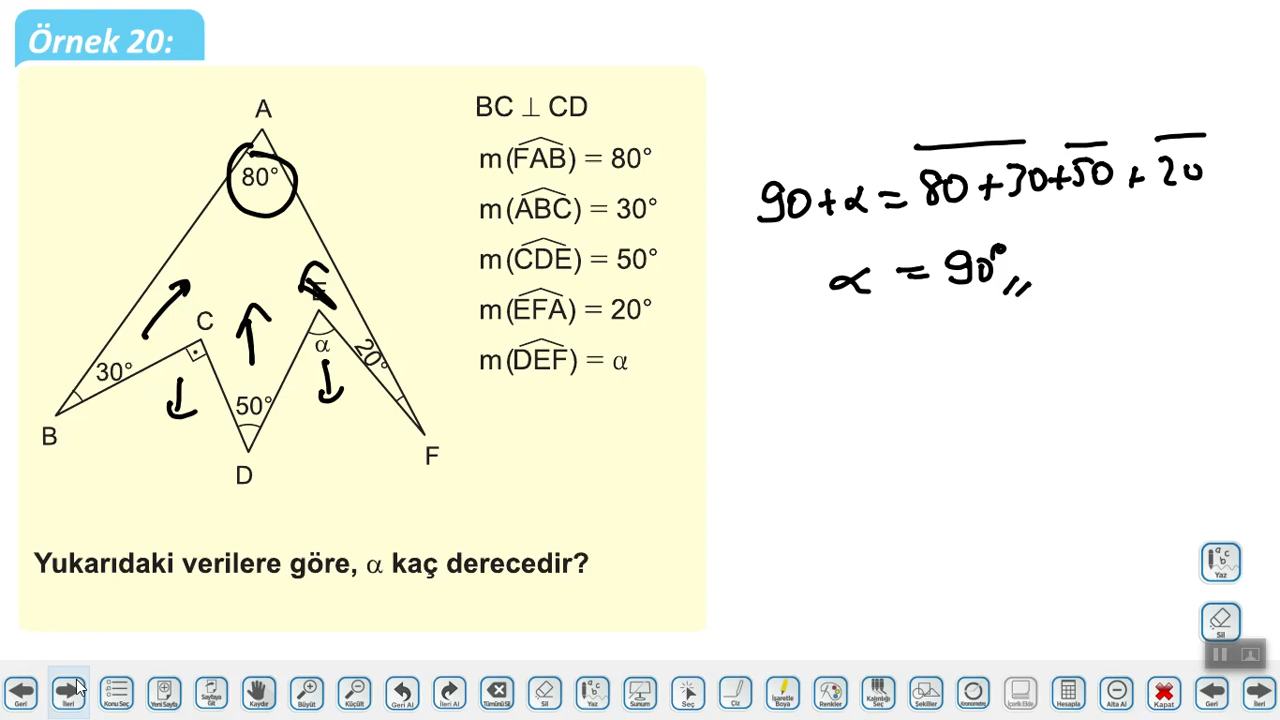 Örnek 20:
A
80°
E
C
α
30°
20°
50°
B
D
F
BC ⊥ CD
m(FAB) = 80°
m(ABC) = 30°
m(CDE) = 50°
m(EFA) = 20°
m(DEF) = α
90+α = 80+30+50+20
α = 90°
Yukarıdaki verilere göre, α kaç derecedir?
Yaz
Sil
Geri
İleri
Konu Seç
Yeni Sayfa
Sayfaya Git
Kaydır
Büyüt
Küçült
Geri Al
İleri Al
Tümünü Sil
Sil
Yaz
Sunum
Seç
Çiz
İşaretle Boya
Renkler
Kalınlığı Seç
Şekiller
Kronometre
İçerik Ekle
Hesapla
Alta Al
Kapat
Geri
İleri